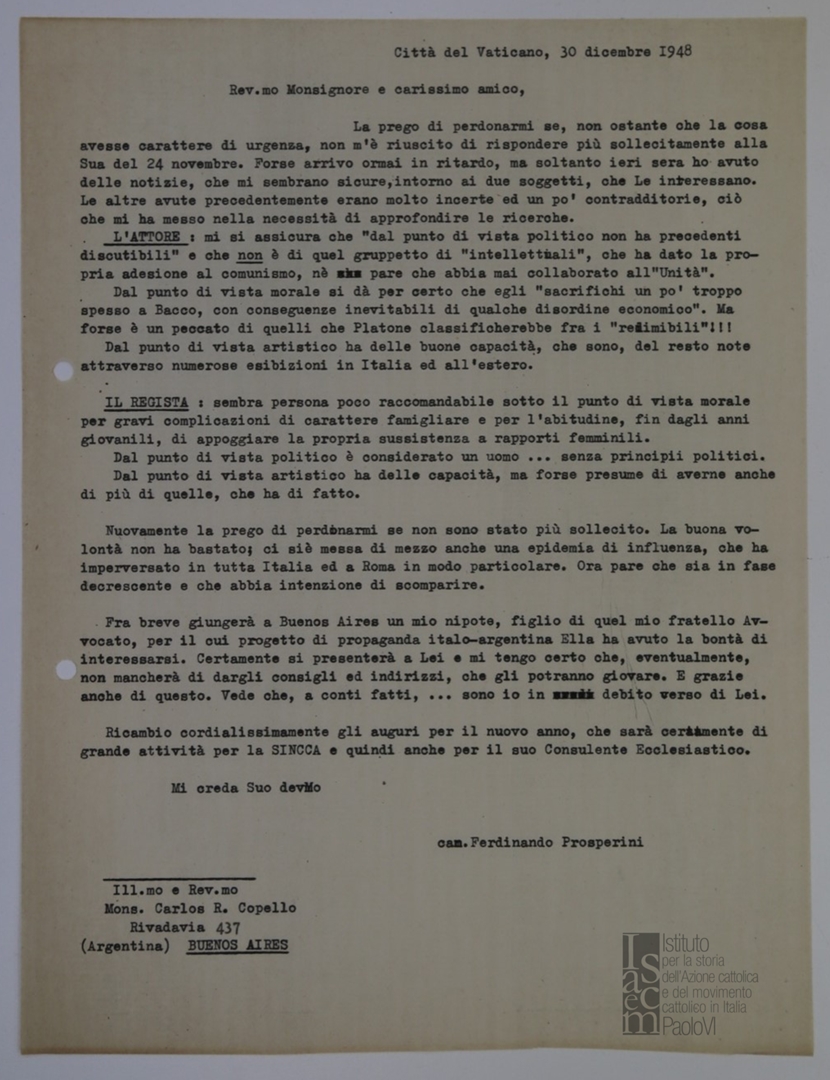 Città del Vaticano, 30 dicembre 1948
Rev.mo Monsignore e carissimo amico,
La prego di perdonarmi se, non ostante che la cosa
avesse carattere di urgenza, non m'è riuscito di rispondere più sollecitamente alla
Sua del 24 novembre. Forse arrivo ormai in ritardo, ma soltanto ieri sera ho avuto
delle notizie, che mi sembrano sicure,intorno ai due soggetti, che Le interessano.
Le altre avute precedentemente erano molto incerte ed un po' contradditorie, ciò
che mi ha messo nella necessità di approfondire le ricerche.
L'ATTORE : mi si assicura che "dal punto di vista politico non ha precedenti
discutibili" e che non è di quel gruppetto di "intellettuali", che ha dato la pro-
pria adesione al comunismo, nè pare che abbia mai collaborato all'"Unità".
Dal punto di vista morale si dà per certo che egli "sacrifichi un po' troppo
spesso a Bacco, con conseguenze inevitabili di qualche disordine economico". Ma
forse è un peccato di quelli che Platone classificherebbe fra i "redimibili"!!!
Dal punto di vista artistico ha delle buone capacità, che sono, del resto note
attraverso numerose esibizioni in Italia ed all'estero.
IL REGISTA : sembra persona poco raccomandabile sotto il punto di vista morale
per gravi complicazioni di carattere famigliare e per l'abitudine, fin dagli anni
giovanili, di appoggiare la propria sussistenza a rapporti femminili.
Dal punto di vista politico è considerato un uomo ... senza principii politici.
Dal punto di vista artistico ha delle capacità, ma forse presume di averne anche
di più di quelle, che ha di fatto.
Nuovamente la prego di perdonarmi se non sono stato più sollecito. La buona vo-
lontà non ha bastato; ci siè messa di mezzo anche una epidemia di influenza, che ha
imperversato in tutta Italia ed a Roma in modo particolare. Ora pare che sia in fase
decrescente e che abbia intenzione di scomparire.
Fra breve giungerà a Buenos Aires un mio nipote, figlio di quel mio fratello Av-
vocato, per il cui progetto di propaganda italo-argentina Ella ha avuto la bontà di
interessarsi. Certamente si presenterà a Lei e mi tengo certo che, eventualmente,
non mancherà di dargli consigli ed indirizzi, che gli potranno giovare. E grazie
anche di questo. Vede che, a conti fatti, ... sono io in debito verso di Lei.
Ricambio cordialissimamente gli auguri per il nuovo anno, che sarà certamente di
grande attività per la SINCCA e quindi anche per il suo Consulente Ecclesiastico.
Mi creda Suo devMo
can.Ferdinando Prosperini
Ill.mo e Rev.mo
Mons. Carlos R. Copello
Rivadavia 437
(Argentina) BUENOS AIRES
Isacem
Istituto
per la storia
dell'Azione cattolica
e del movimento
cattolico in Italia
PaoloVI